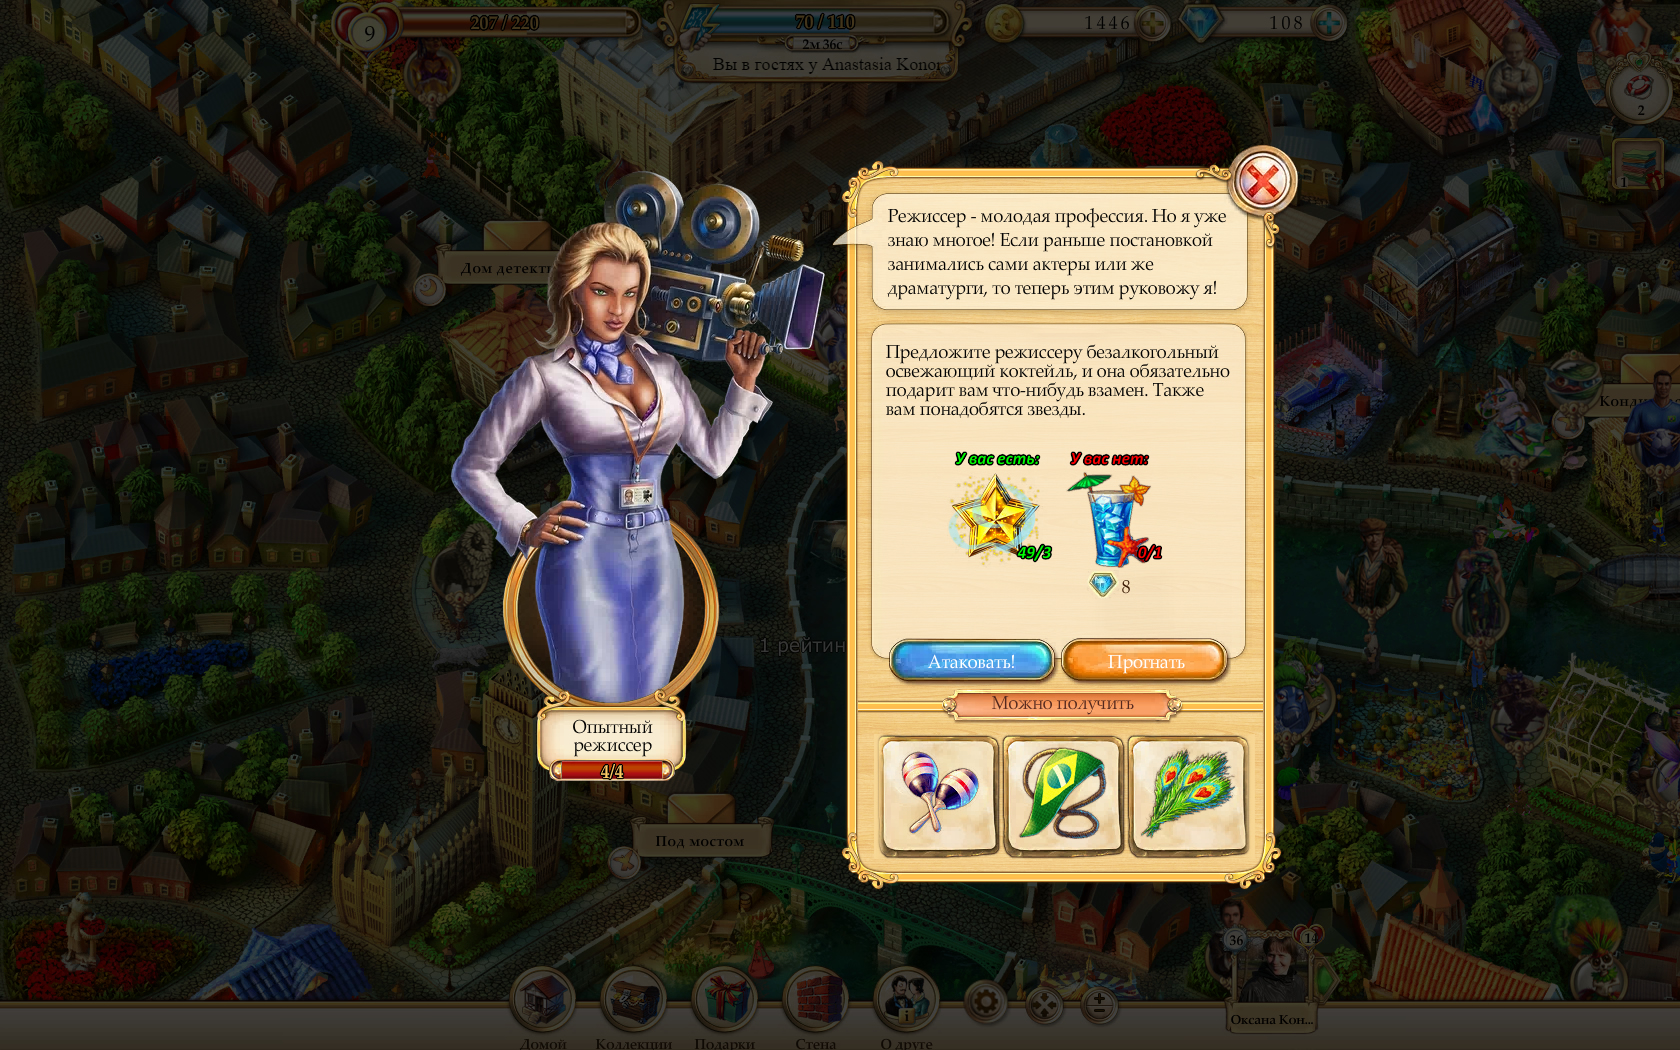 9
207 / 220
70 / 110
2м 36с
Вы в гостях у Anastasia Konor
1446
108
2
1
Дом детекти
Режиссер - молодая профессия. Но я уже
знаю многое! Если раньше постановкой
занимались сами актеры или же
драматурги, то теперь этим руковожу я!
Предложите режиссеру безалкогольный
освежающий коктейль, и она обязательно
подарит вам что-нибудь взамен. Также
вам понадобятся звезды.
У вас есть:
У вас нет:
49/3
0/1
8
1 рейтин
Атаковать!
Прогнать
Можно получить
Опытный
режиссер
4/4
Под мостом
36
14
Оксана Кон...
Домой
Коллекции
Подарки
Стена
О друге